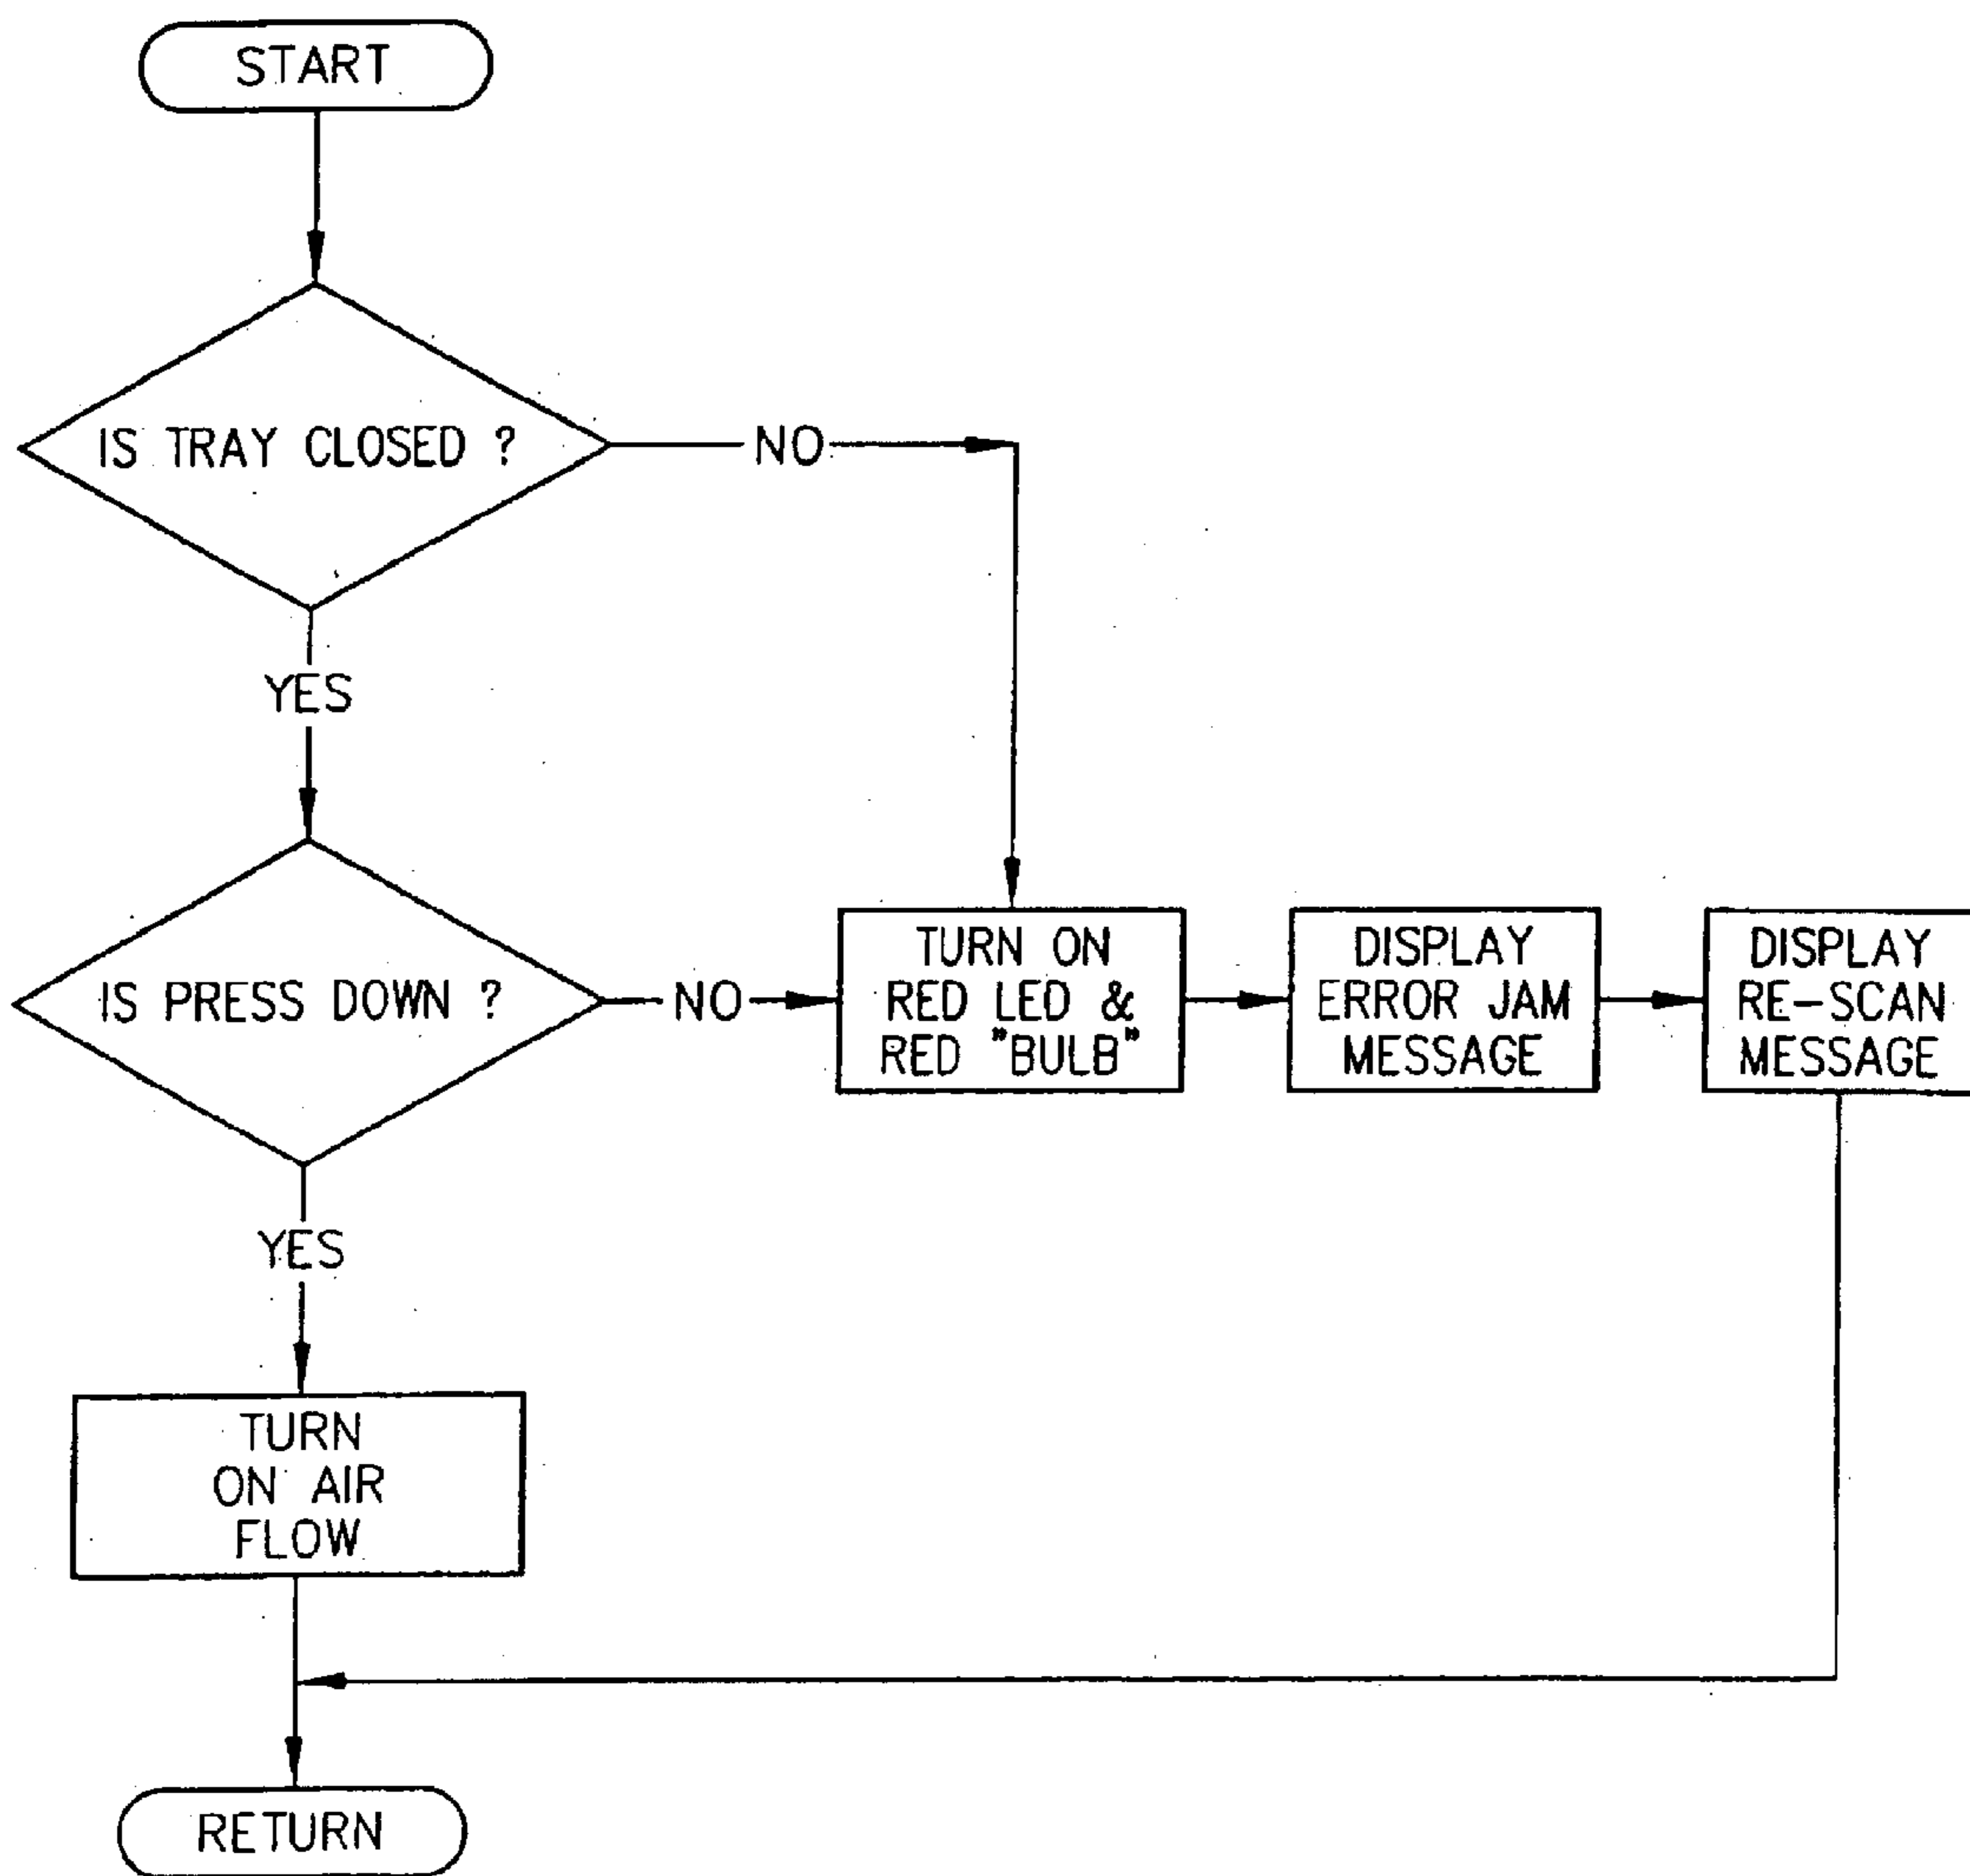 START
IS TRAY CLOSED ?
NO
YES
IS PRESS DOWN ?
NO
TURN ON
RED LED &
RED "BULB"
DISPLAY
ERROR JAM
MESSAGE
DISPLAY
RE-SCAN
MESSAGE
YES
TURN
ON AIR
FLOW
RETURN